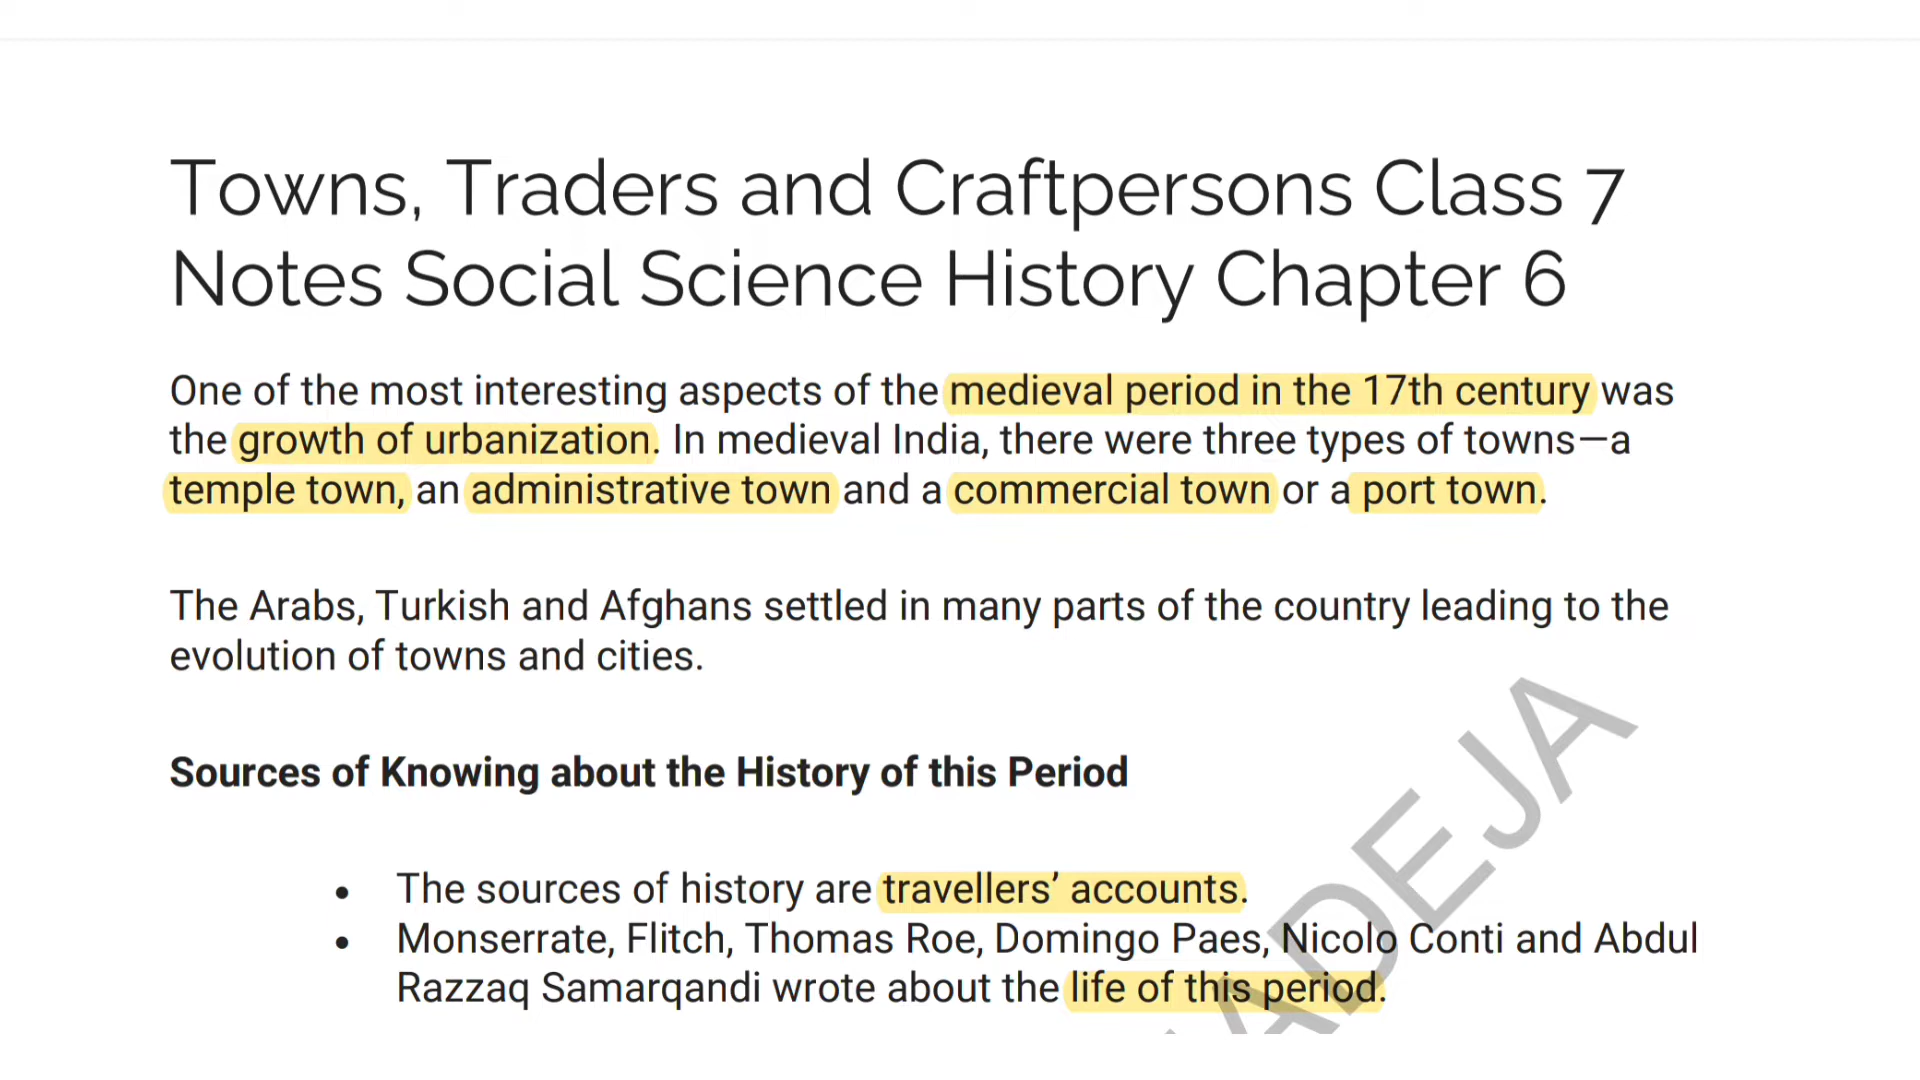 Towns, Traders and Craftpersons Class 7
Notes Social Science History Chapter 6
One of the most interesting aspects of the medieval period in the 17th century was
the growth of urbanization. In medieval India, there were three types of towns—a
temple town, an administrative town and a commercial town or a port town.
The Arabs, Turkish and Afghans settled in many parts of the country leading to the
evolution of towns and cities.
Sources of Knowing about the History of this Period
• The sources of history are travellers’ accounts.
• Monserrate, Flitch, Thomas Roe, Domingo Paes, Nicolo Conti and Abdul
Razzaq Samarqandi wrote about the life of this period.
ADEJA